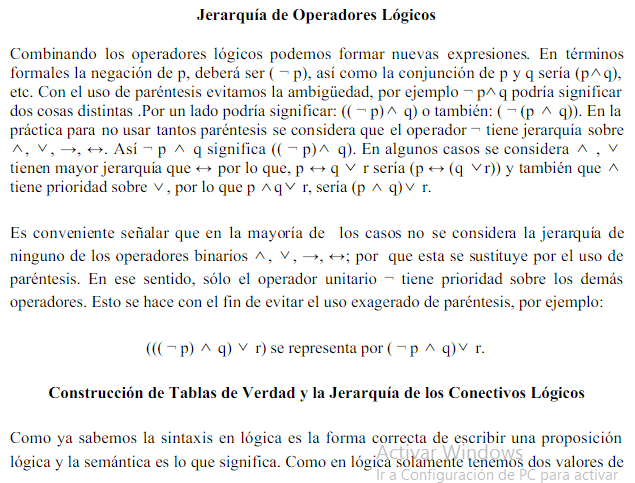 Jerarquía de Operadores Lógicos
Combinando los operadores lógicos podemos formar nuevas expresiones. En términos
formales la negación de p, deberá ser ( ¬ p), así como la conjunción de p y q sería (p∧q),
etc. Con el uso de paréntesis evitamos la ambigüedad, por ejemplo ¬ p∧ q podría significar
dos cosas distintas .Por un lado podría significar: (( ¬ p)∧ q) o también: ( ¬ (p ∧ q)). En la
práctica para no usar tantos paréntesis se considera que el operador ¬ tiene jerarquía sobre
∧, ∨, →, ↔. Así ¬ p ∧ q significa (( ¬ p)∧ q). En algunos casos se considera ∧ , ∨
tienen mayor jerarquía que ↔ por lo que, p ↔ q ∨ r sería (p ↔ (q ∨r)) y también que ∧
tiene prioridad sobre ∨, por lo que p ∧q∨ r, sería (p ∧ q)∨ r.
Es conveniente señalar que en la mayoría de los casos no se considera la jerarquía de
ninguno de los operadores binarios ∧, ∨, →, ↔; por que esta se sustituye por el uso de
paréntesis. En ese sentido, sólo el operador unitario ¬ tiene prioridad sobre los demás
operadores. Esto se hace con el fin de evitar el uso exagerado de paréntesis, por ejemplo:
((( ¬ p) ∧ q) ∨ r) se representa por ( ¬ p ∧ q)∨ r.
Construcción de Tablas de Verdad y la Jerarquía de los Conectivos Lógicos
Como ya sabemos la sintaxis en lógica es la forma correcta de escribir una proposición
lógica y la semántica es lo que significa. Como en lógica solamente tenemos dos valores de
Activar Windows
Ir a Configuración de PC para activar